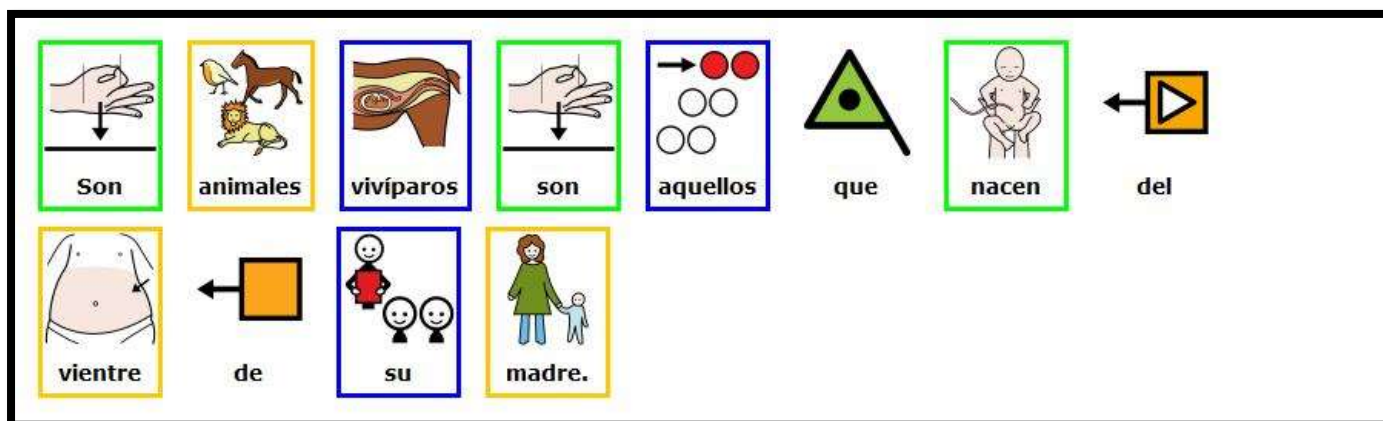 Son animales vivíparos son aquellos que nacen del
vientre de su madre.